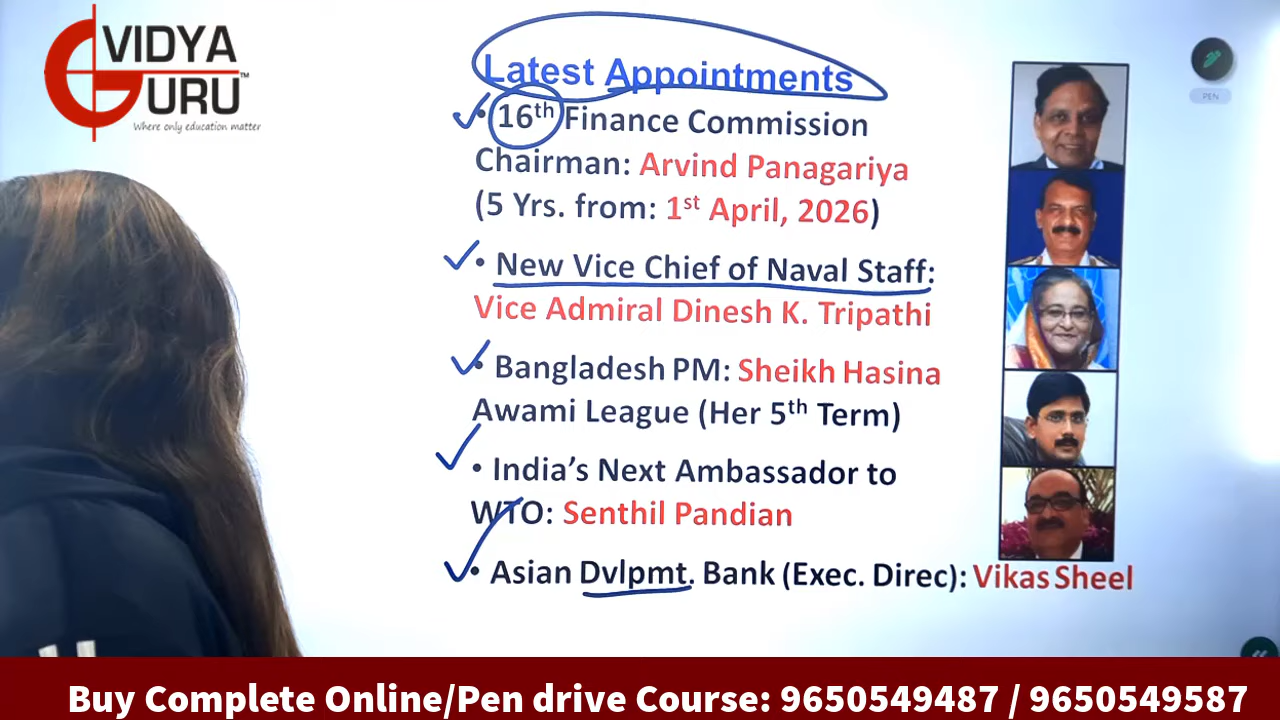 VIDYA
GURU™
Where only education matter
Latest Appointments
• 16th Finance Commission
Chairman: Arvind Panagariya
(5 Yrs. from: 1st April, 2026)
• New Vice Chief of Naval Staff:
Vice Admiral Dinesh K. Tripathi
• Bangladesh PM: Sheikh Hasina
Awami League (Her 5th Term)
• India's Next Ambassador to
WTO: Senthil Pandian
• Asian Dvlpmt. Bank (Exec. Direc): Vikas Sheel
PEN
Buy Complete Online/Pen drive Course: 9650549487 / 9650549587